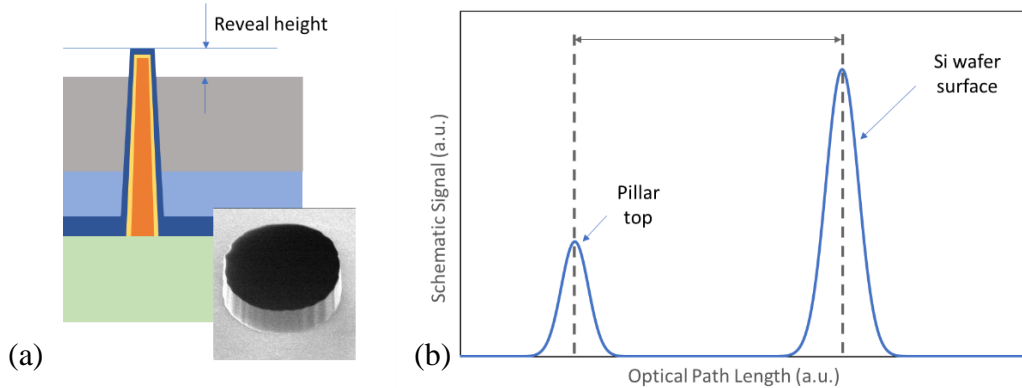 Reveal height
(a)
Schematic Signal (a.u.)
Pillar
top
Si wafer
surface
Optical Path Length (a.u.)
(b)